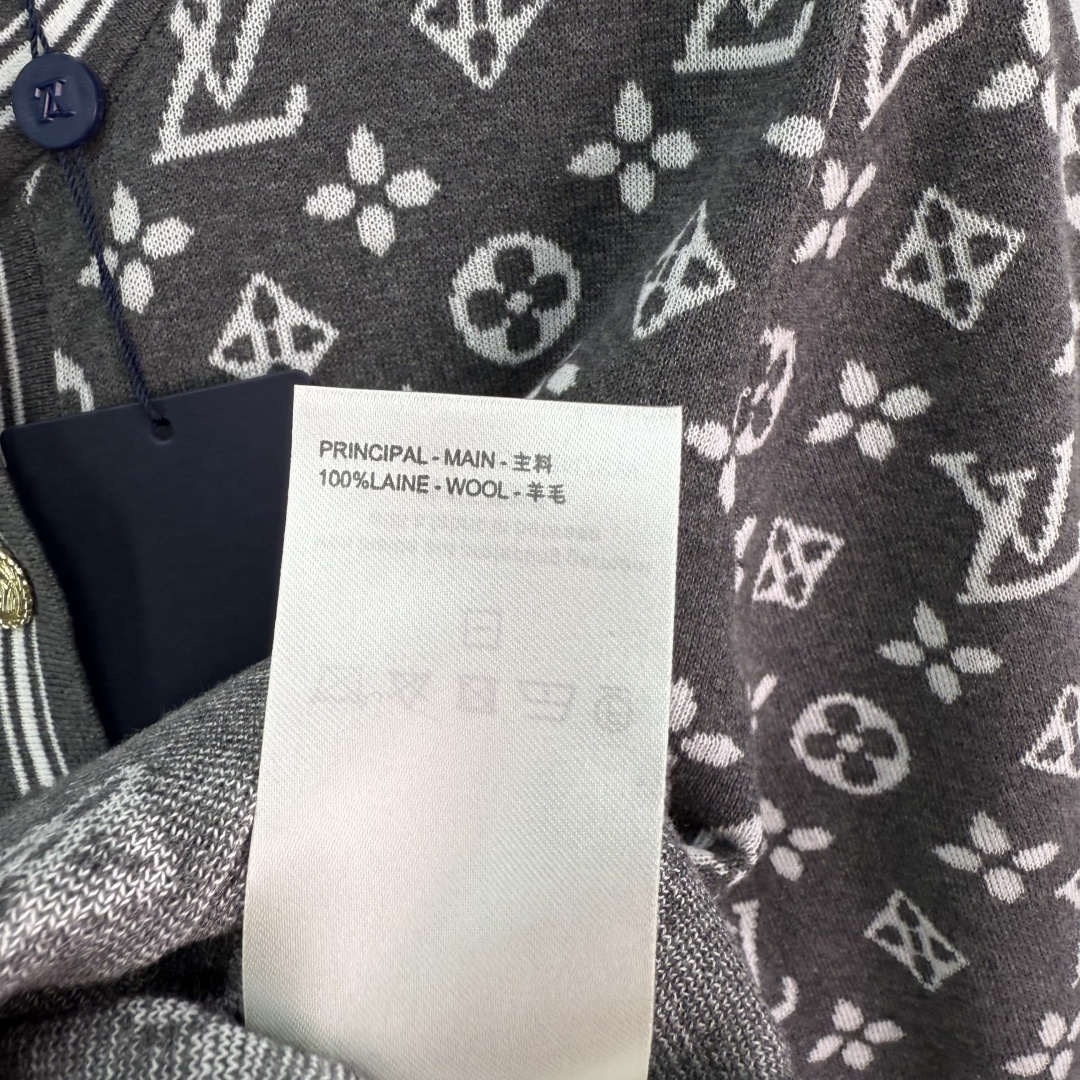 PRINCIPAL - MAIN - 主料
100%LAINE - WOOL - 羊毛